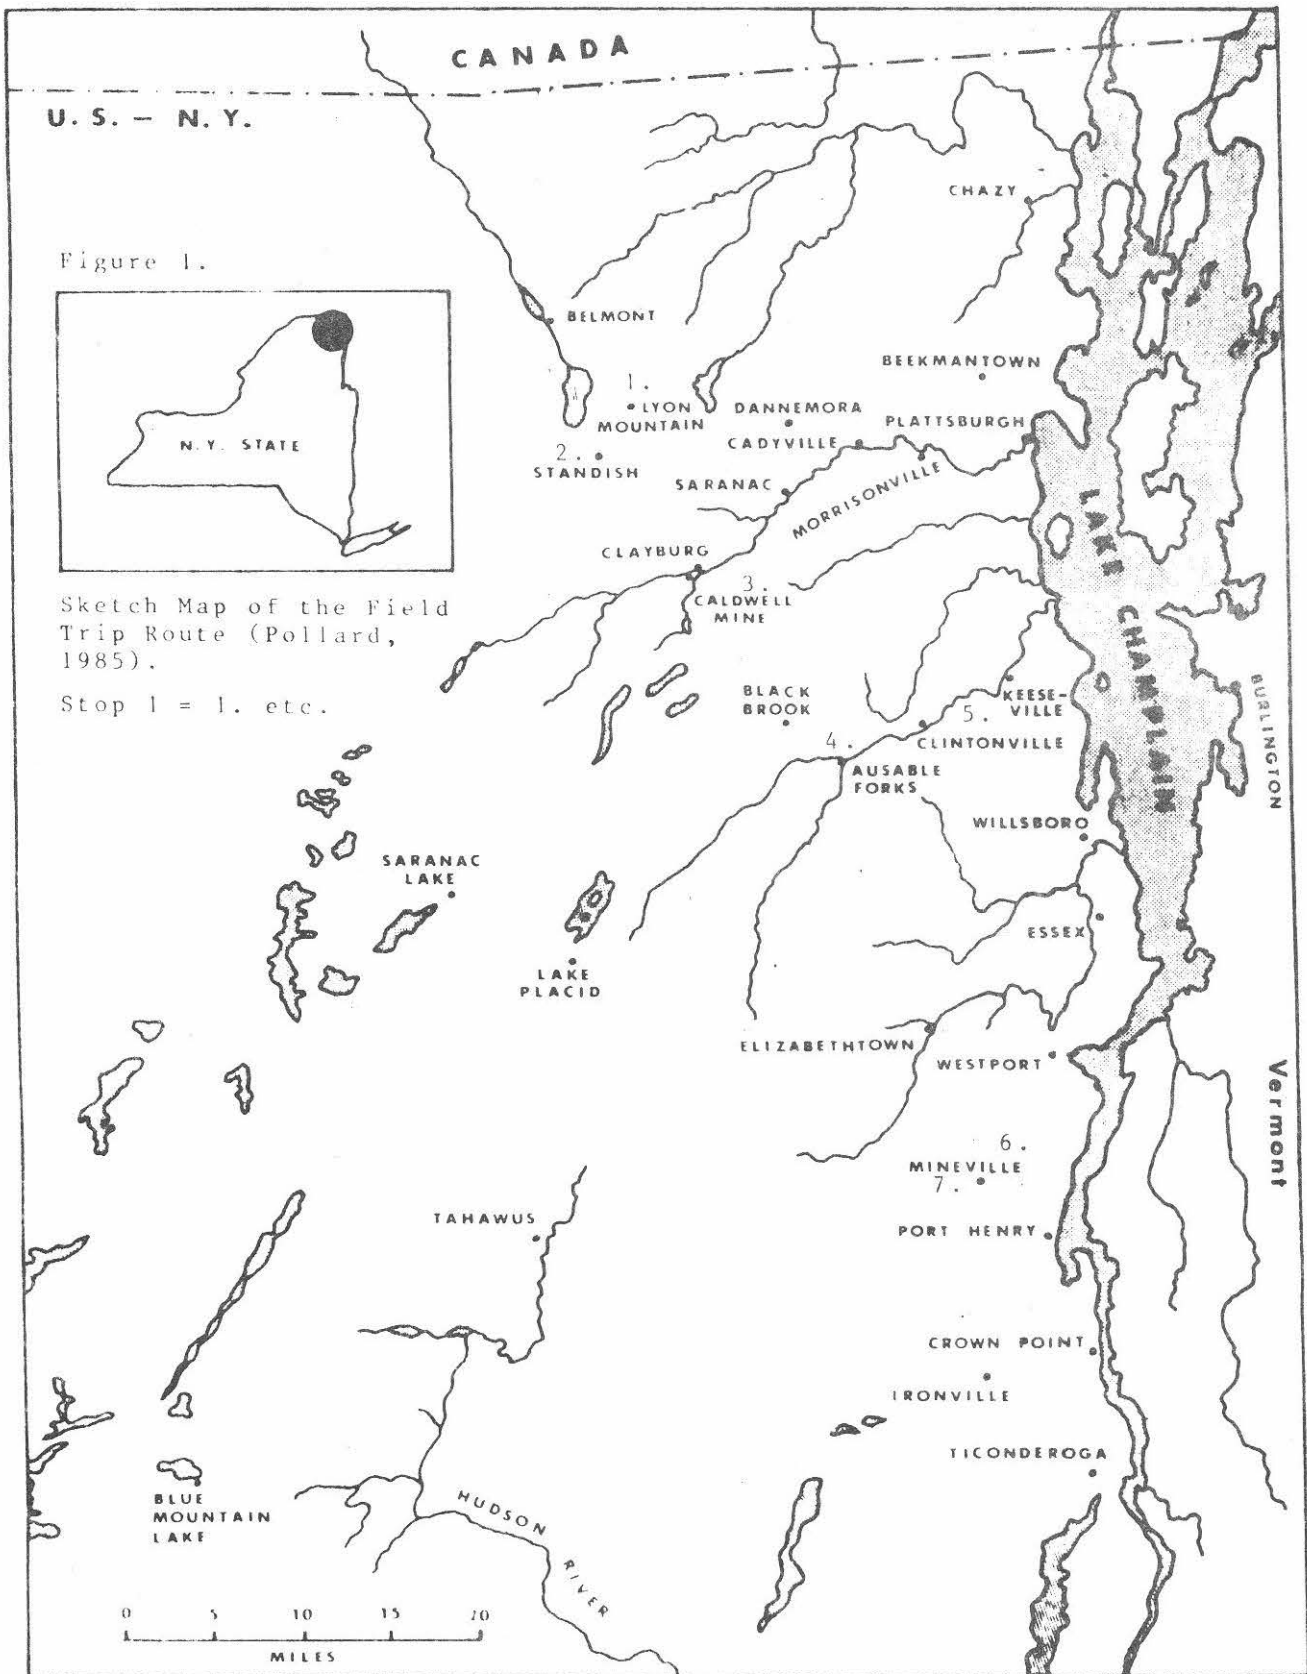 CANADA
U.S. – N.Y.
CHAZY
Figure 1.
BELMONT
N.Y. STATE
BEEKMANTOWN
1.
LYON
MOUNTAIN
DANNEMORA
PLATTSBURGH
CADYVILLE
2.
STANDISH
SARANAC
MORRISONVILLE
LAKE CHAMPLAIN
CLAYBURG
3.
CALDWELL
MINE
Sketch Map of the Field
Trip Route (Pollard,
1985).
Stop 1 = 1. etc.
BLACK
BROOK
KEESE-
VILLE
5.
BURLINGTON
CLINTONVILLE
4.
AUSABLE
FORKS
WILLSBORO
SARANAC
LAKE
ESSEX
LAKE
PLACID
ELIZABETHTOWN
WESTPORT
Vermont
6.
MINEVILLE
7.
TAHAWUS
PORT HENRY
CROWN POINT
IRONVILLE
TICONDEROGA
BLUE
MOUNTAIN
LAKE
HUDSON
RIVER
0 5 10 15 20
MILES